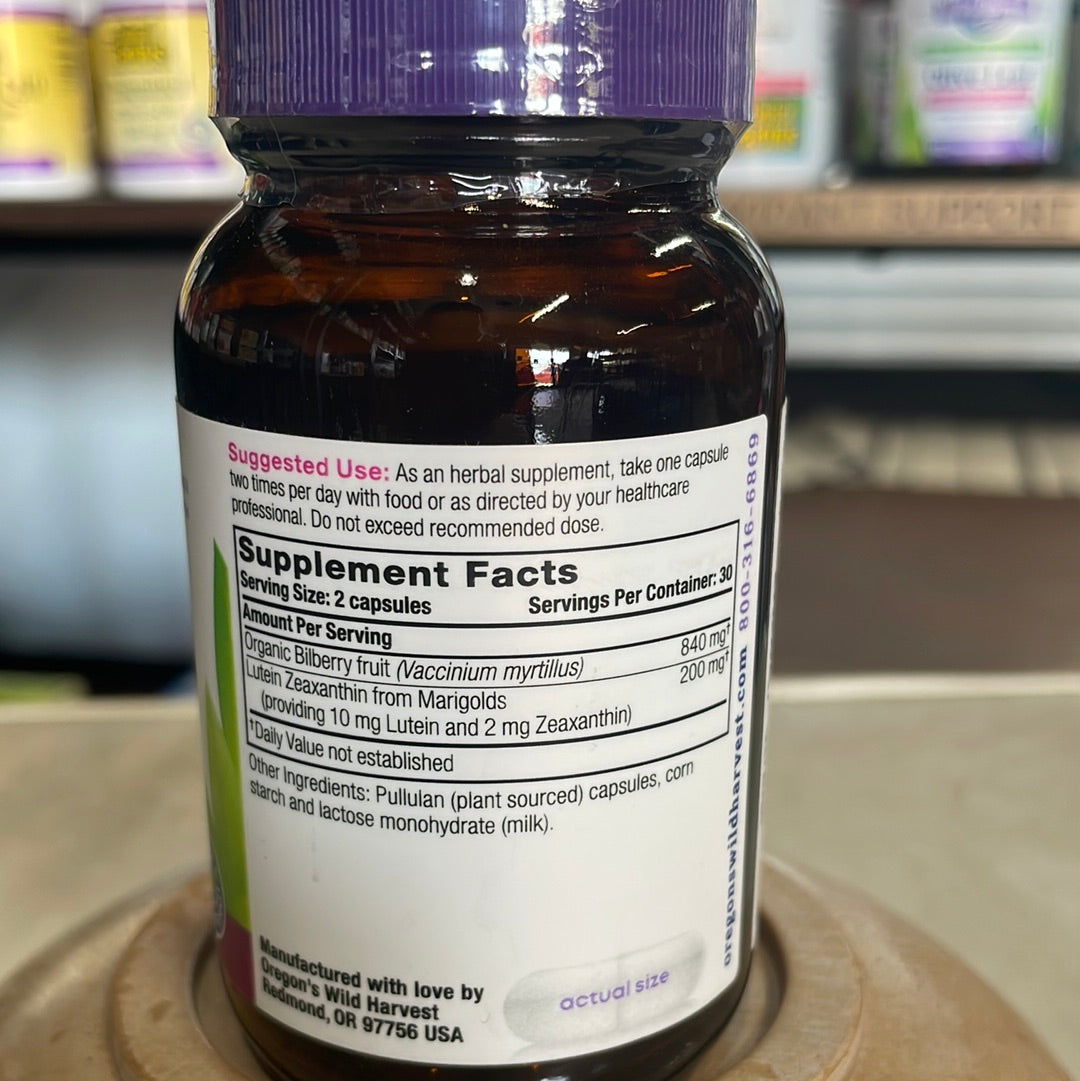 Suggested Use: As an herbal supplement, take one capsule
two times per day with food or as directed by your healthcare
professional. Do not exceed recommended dose.
Supplement Facts
Serving Size: 2 capsules Servings Per Container: 30
Amount Per Serving
Organic Bilberry fruit (Vaccinium myrtillus) 840 mg†
Lutein Zeaxanthin from Marigolds 200 mg†
(providing 10 mg Lutein and 2 mg Zeaxanthin)
†Daily Value not established
Other Ingredients: Pullulan (plant sourced) capsules, corn
starch and lactose monohydrate (milk).
Manufactured with love by
Oregon's Wild Harvest
Redmond, OR 97756 USA
actual size
oregonswildharvest.com 800-316-6869
SUPPORT